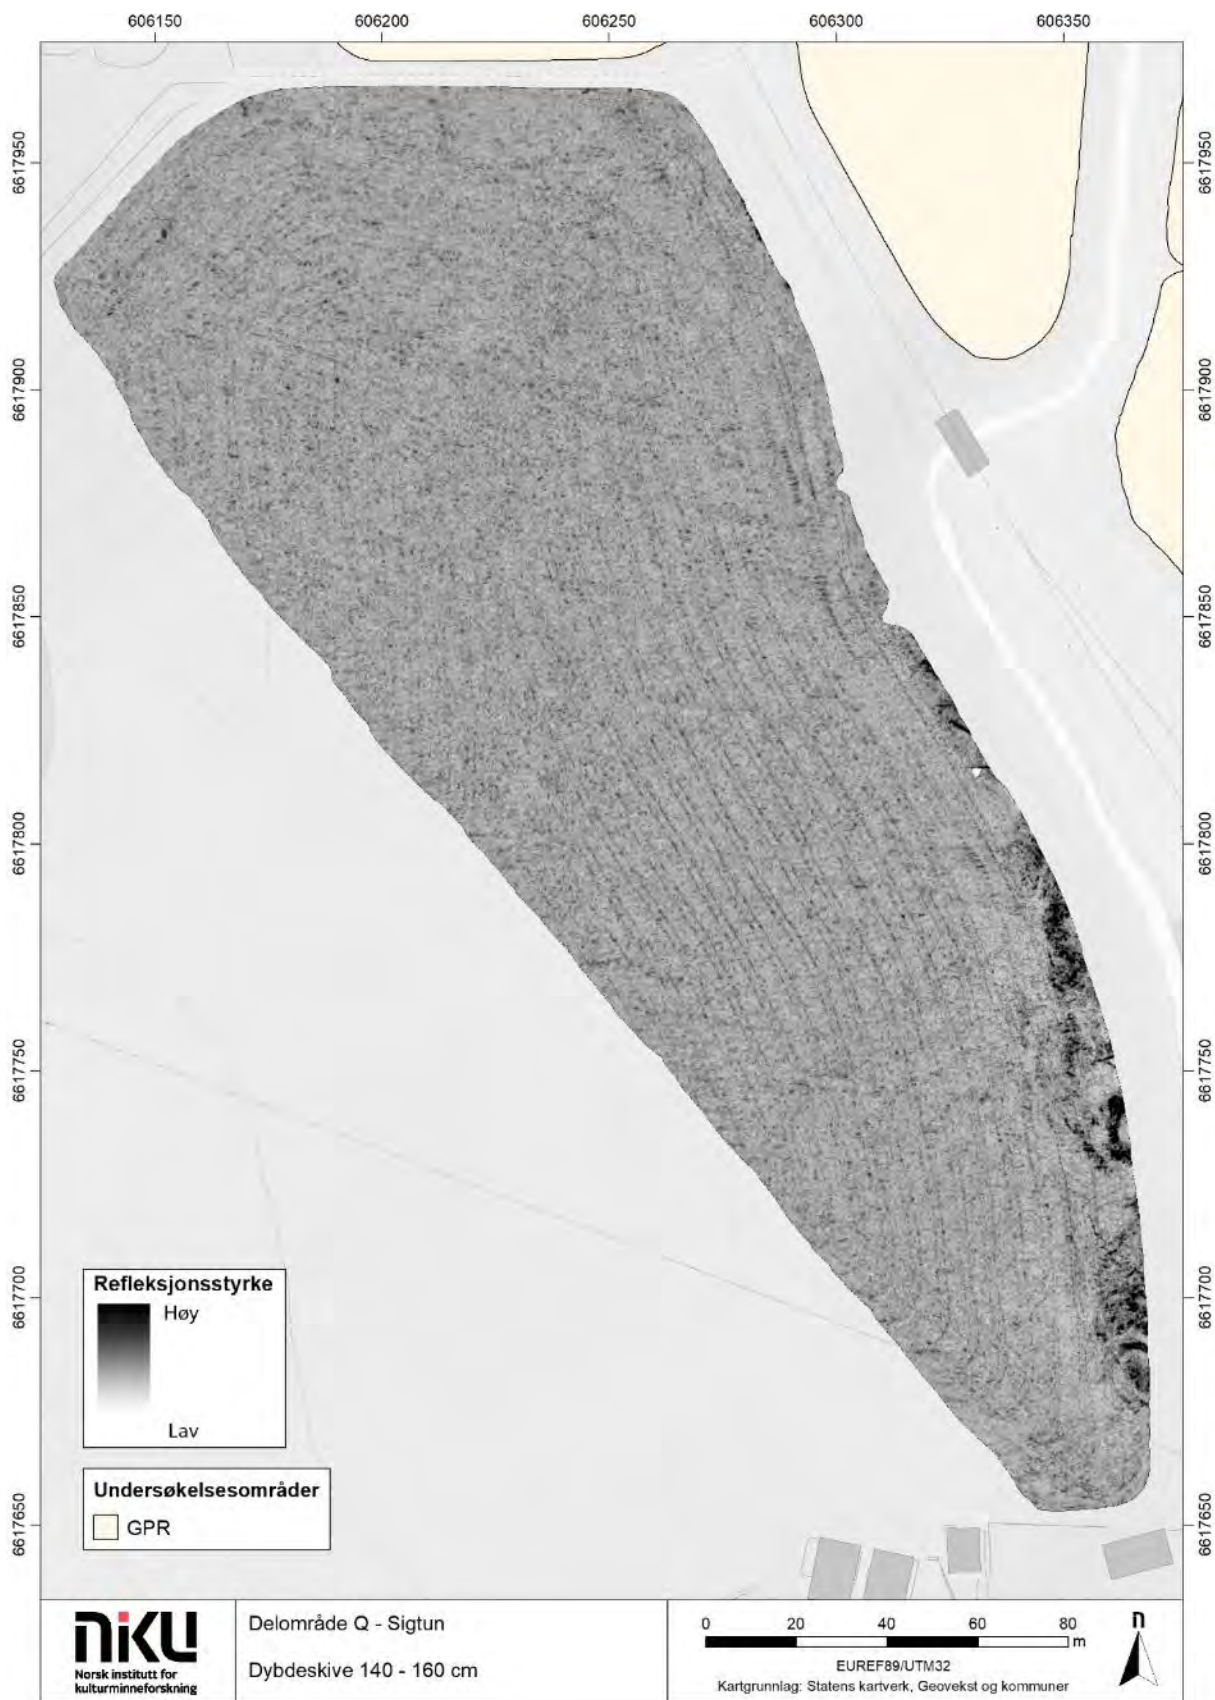 606150 606200 606250 606300 606350
6617950 6617950
6617900 6617900
6617850 6617850
6617800 6617800
6617750 6617750
6617700 6617700
6617650 6617650
Refleksjonsstyrke
Høy
Lav
Undersøkelsesområder
GPR
niku
Norsk institutt for
kulturminneforskning
Delområde Q - Sigtun
Dybdeskive 140 - 160 cm
0 20 40 60 80
m
EUREF89/UTM32
Kartgrunnlag: Statens kartverk, Geovekst og kommuner
n